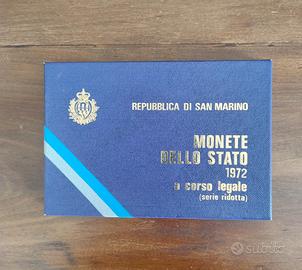 REPUBBLICA DI SAN MARINO
MONETE
DELLO STATO
1972
a corso legale
(serie ridotta)
subito